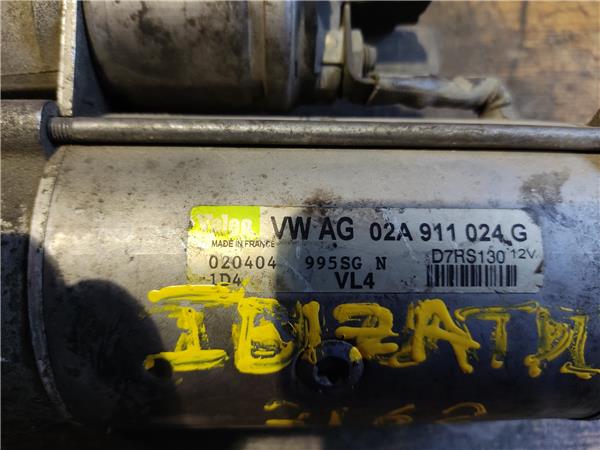 Valeo VW AG 02A 911 024 G
MADE IN FRANCE
020404 995SG N D7RS130 12V
1D4 VL4
IBIZA TDI